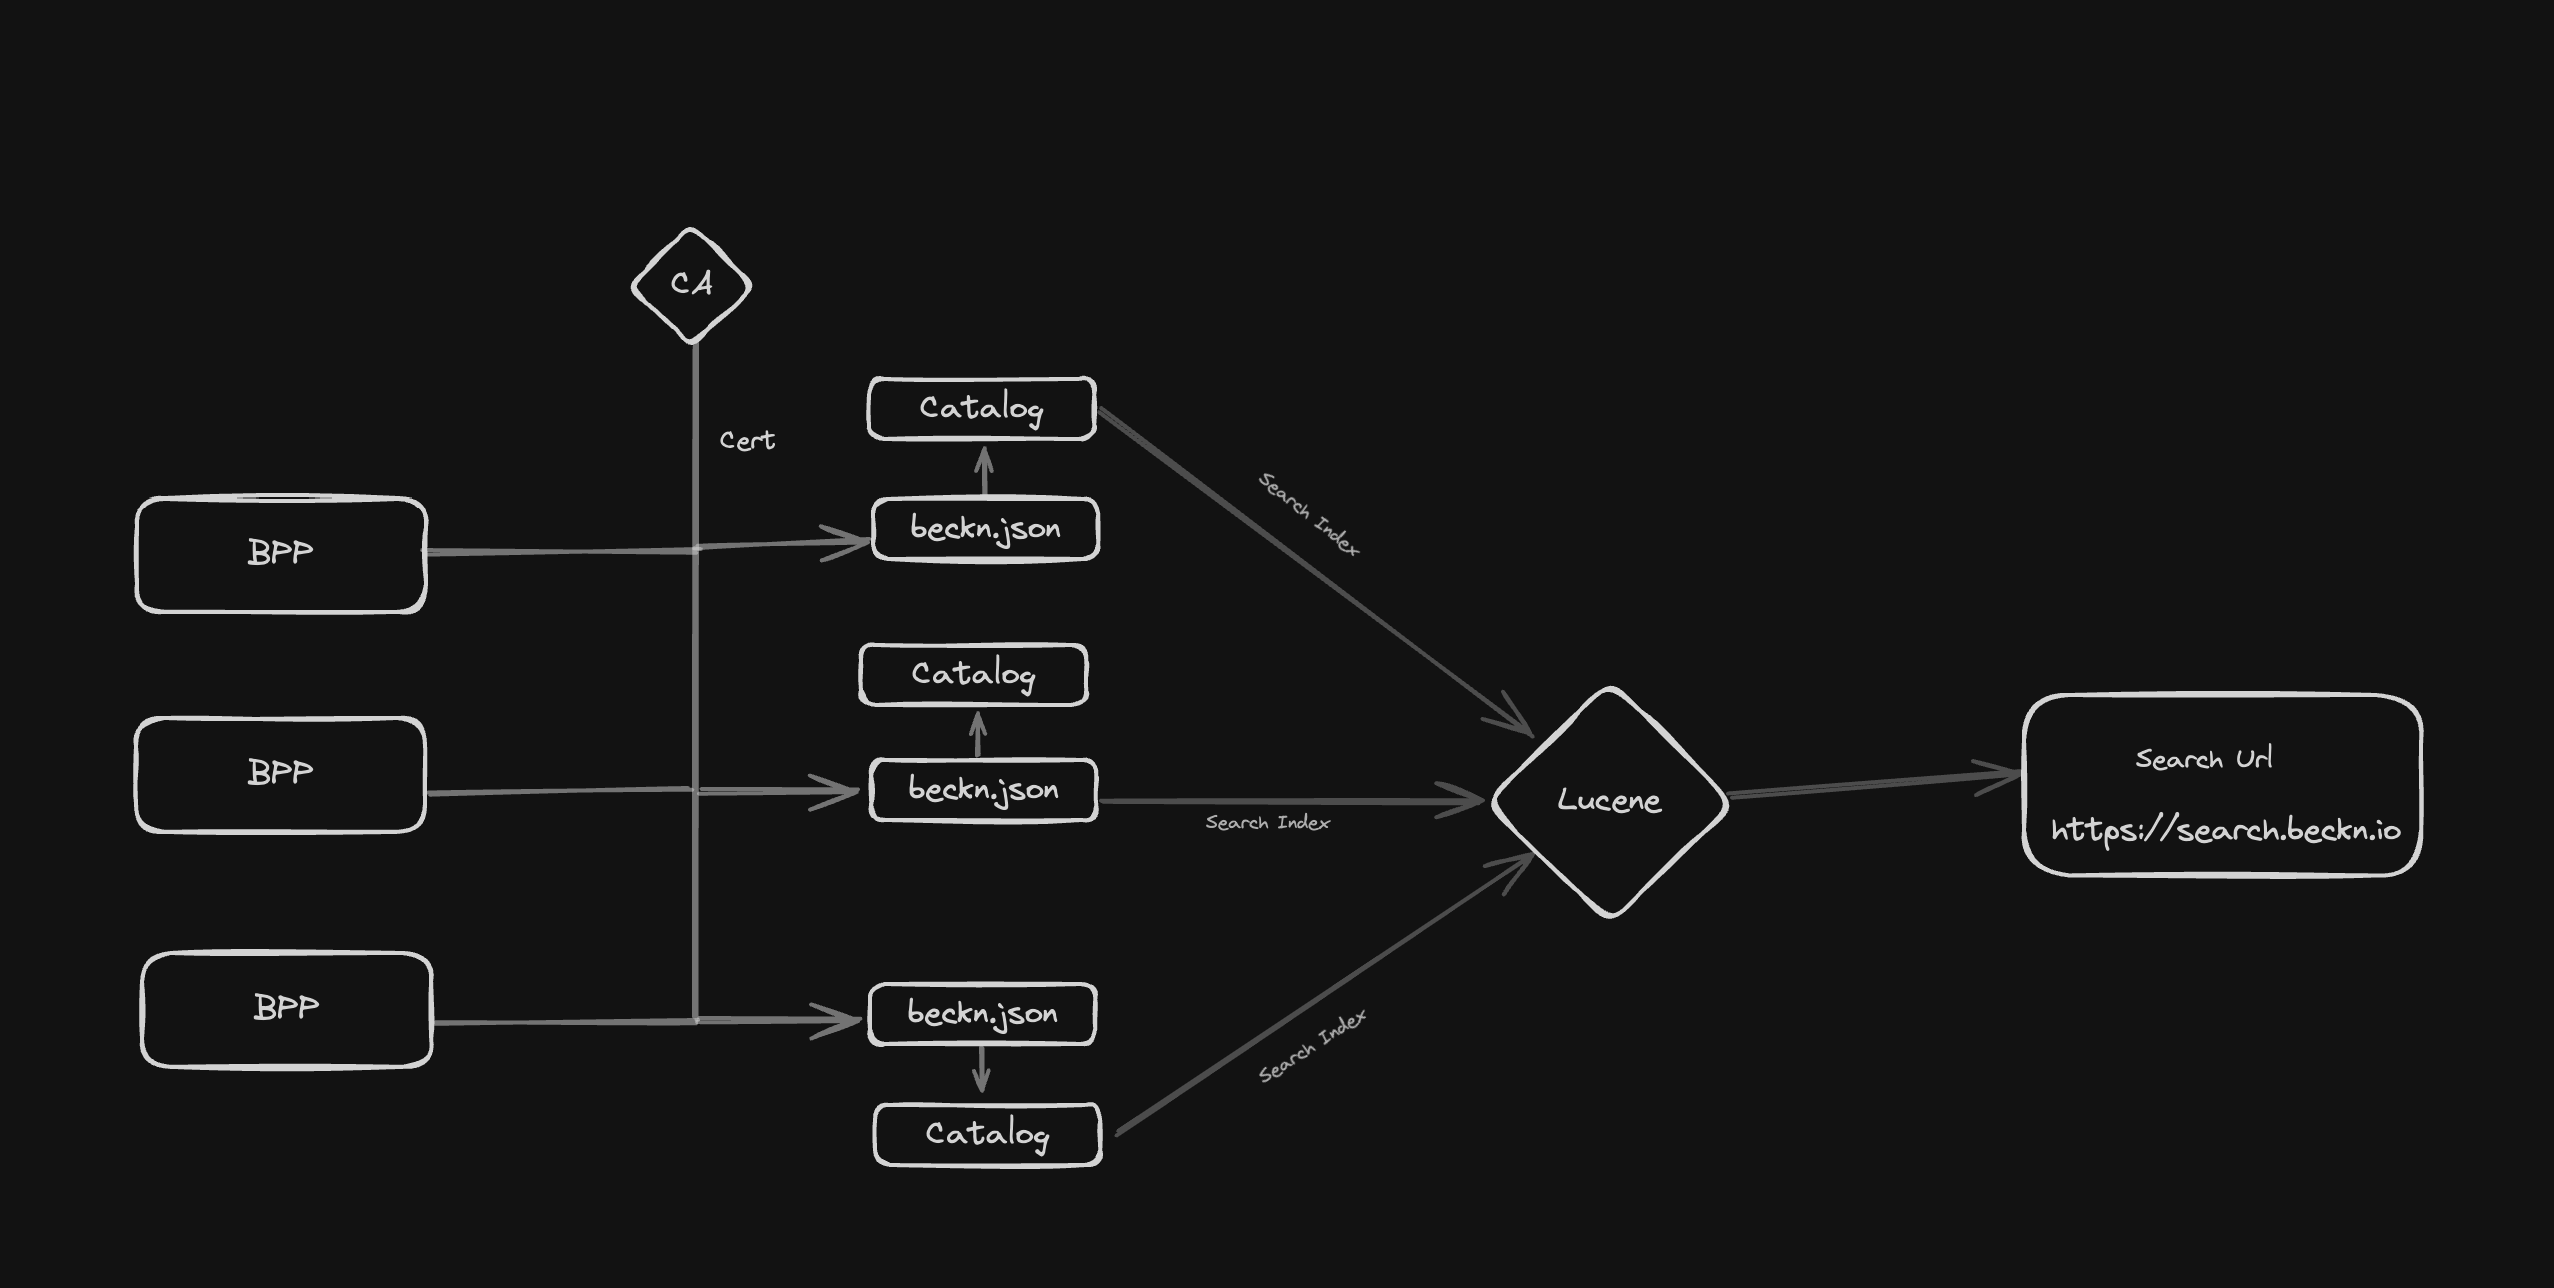 CA
Catalog
Cert
Search Index
beckn.json
BPP
Catalog
BPP
beckn.json
Search Index
Lucene
Search Url
https://search.beckn.io
BPP
beckn.json
Search Index
Catalog